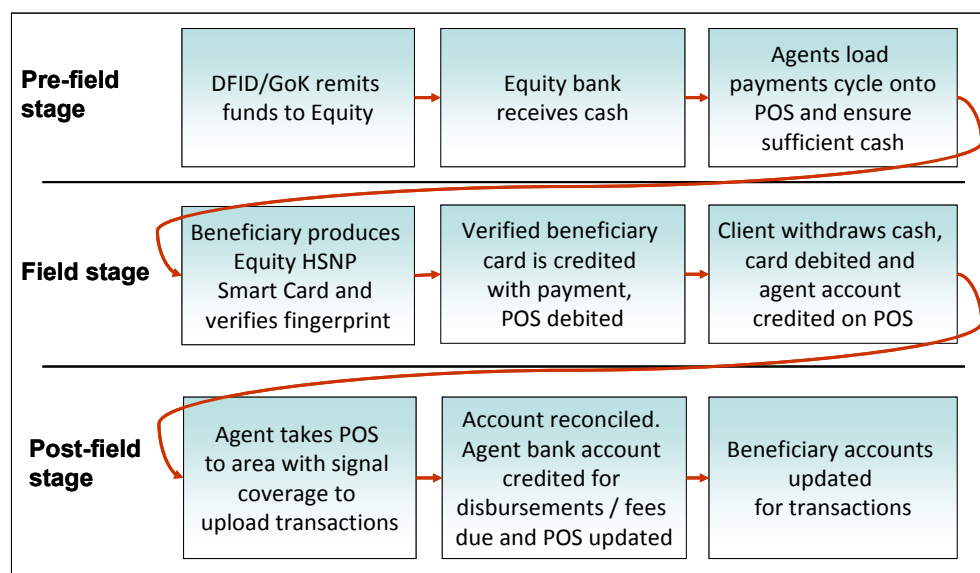 Pre-field
stage
DFID/GoK remits
funds to Equity
Equity bank
receives cash
Agents load
payments cycle onto
POS and ensure
sufficient cash
Field stage
Beneficiary produces
Equity HSNP
Smart Card and
verifies fingerprint
Verified beneficiary
card is credited
with payment,
POS debited
Client withdraws cash,
card debited and
agent account
credited on POS
Post-field
stage
Agent takes POS
to area with signal
coverage to
upload transactions
Account reconciled.
Agent bank account
credited for
disbursements / fees
due and POS updated
Beneficiary accounts
updated
for transactions